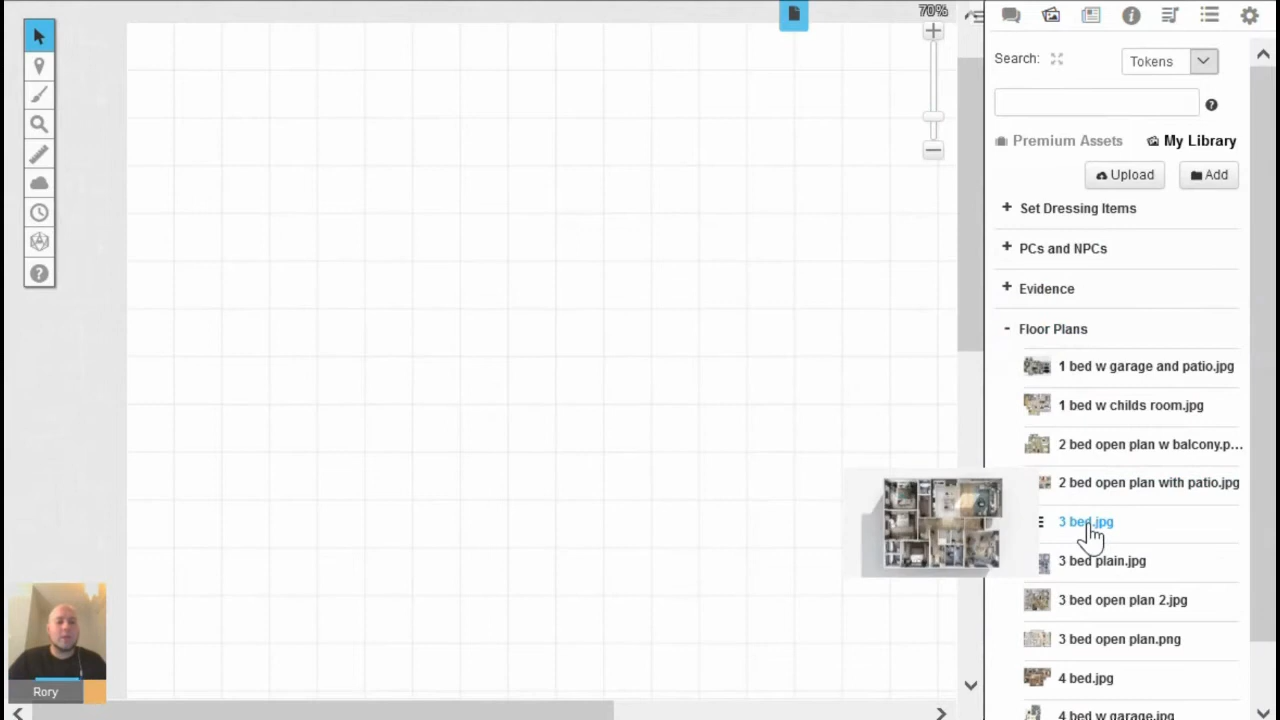 70%
Search:
Tokens
Premium Assets
My Library
Upload
Add
+ Set Dressing Items
+ PCs and NPCs
+ Evidence
- Floor Plans
1 bed w garage and patio.jpg
1 bed w childs room.jpg
2 bed open plan w balcony.p...
2 bed open plan with patio.jpg
3 bed.jpg
3 bed plain.jpg
3 bed open plan 2.jpg
3 bed open plan.png
4 bed.jpg
4 bed w garage.jpg
Rory